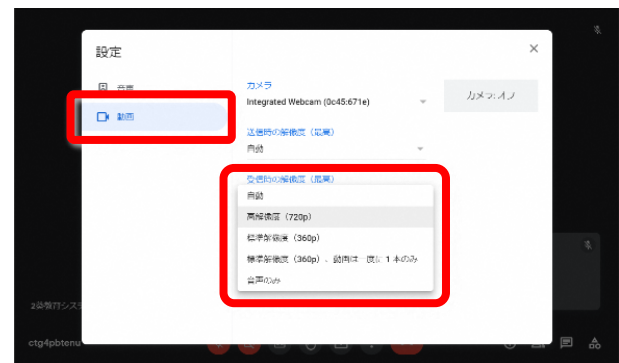 設定
音声
動画
カメラ
Integrated Webcam (0c45:671e)
カメラ: オフ
送信時の解像度（最高）
自動
受信時の解像度（最高）
自動
高解像度（720p）
標準解像度（360p）
標準解像度（360p）、動画は一度に 1 本のみ
音声のみ
ctg4pbtenu